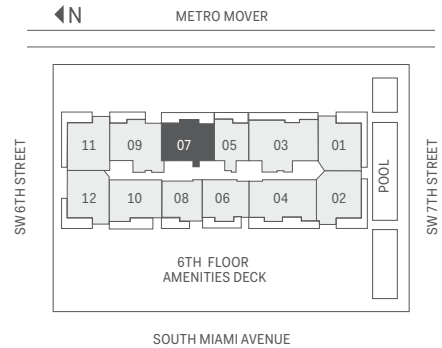 N
METRO MOVER
11
09
07
05
03
01
12
10
08
06
04
02
SW 6TH STREET
POOL
SW 7TH STREET
6TH FLOOR
AMENITIES DECK
SOUTH MIAMI AVENUE